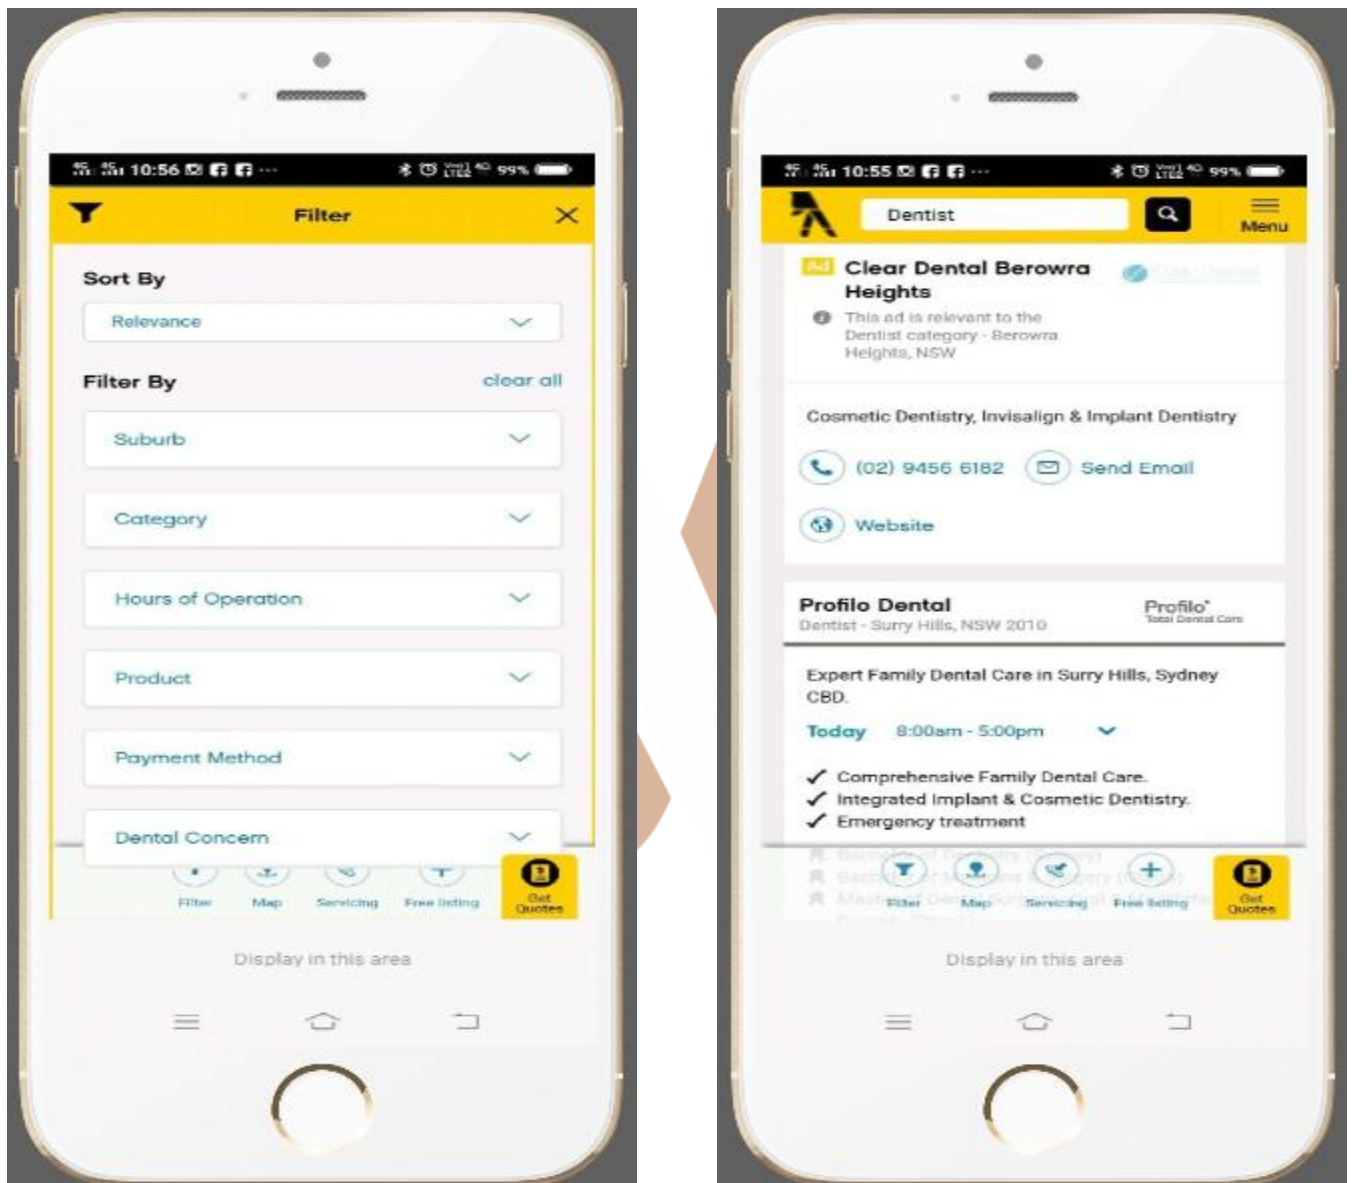 10:56
99%
Filter
Sort By
Relevance
Filter By
clear all
Suburb
Category
Hours of Operation
Product
Payment Method
Dental Concern
Filter
Map
Servicing
Free listing
Get
Quotes
Display in this area
10:55
99%
Dentist
Menu
Ad
Clear Dental Berowra
Heights
This ad is relevant to the
Dentist category - Berowra
Heights, NSW
Cosmetic Dentistry, Invisalign & Implant Dentistry
(02) 9456 6182
Send Email
Website
Profilo Dental
Dentist - Surry Hills, NSW 2010
Profilo
Total Dental Care
Expert Family Dental Care in Surry Hills, Sydney
CBD.
Today 8:00am - 5:00pm
Comprehensive Family Dental Care.
Integrated Implant & Cosmetic Dentistry.
Emergency treatment
Filter
Map
Servicing
Free listing
Get
Quotes
Display in this area